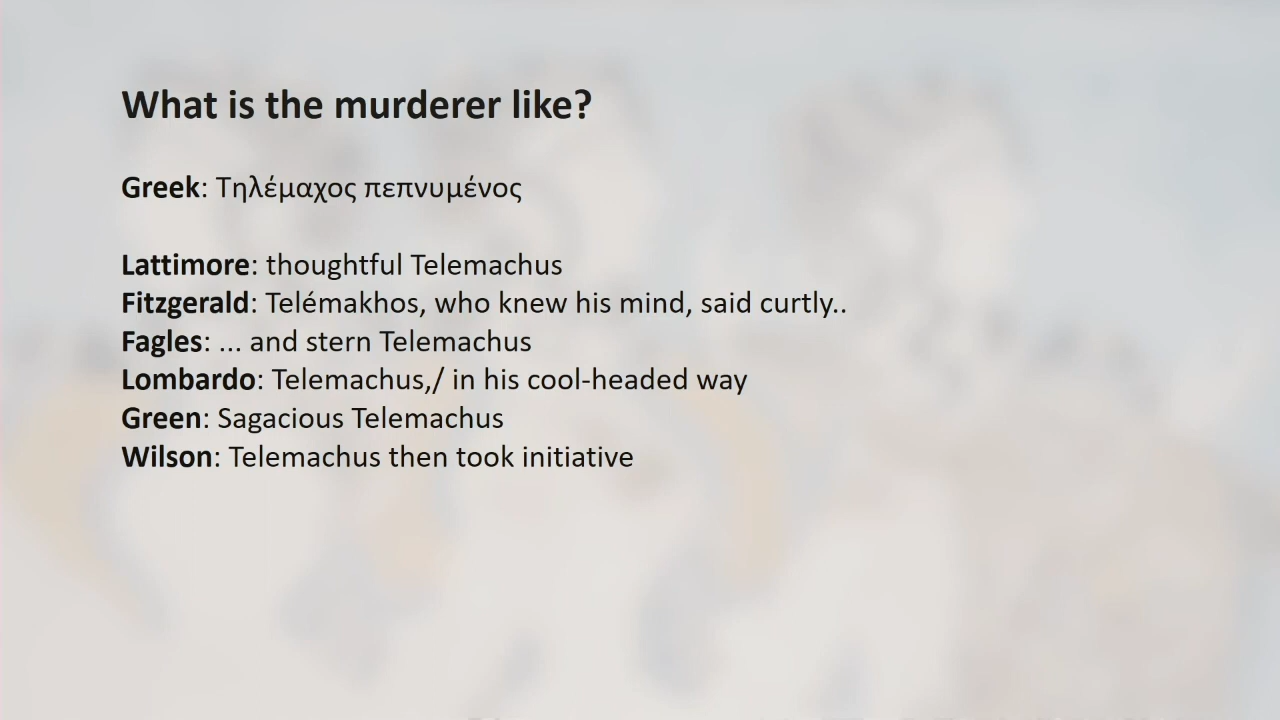 What is the murderer like?
Greek: Τηλέμαχος πεπνυμένος
Lattimore: thoughtful Telemachus
Fitzgerald: Telémakhos, who knew his mind, said curtly..
Fagles: ... and stern Telemachus
Lombardo: Telemachus,/ in his cool-headed way
Green: Sagacious Telemachus
Wilson: Telemachus then took initiative